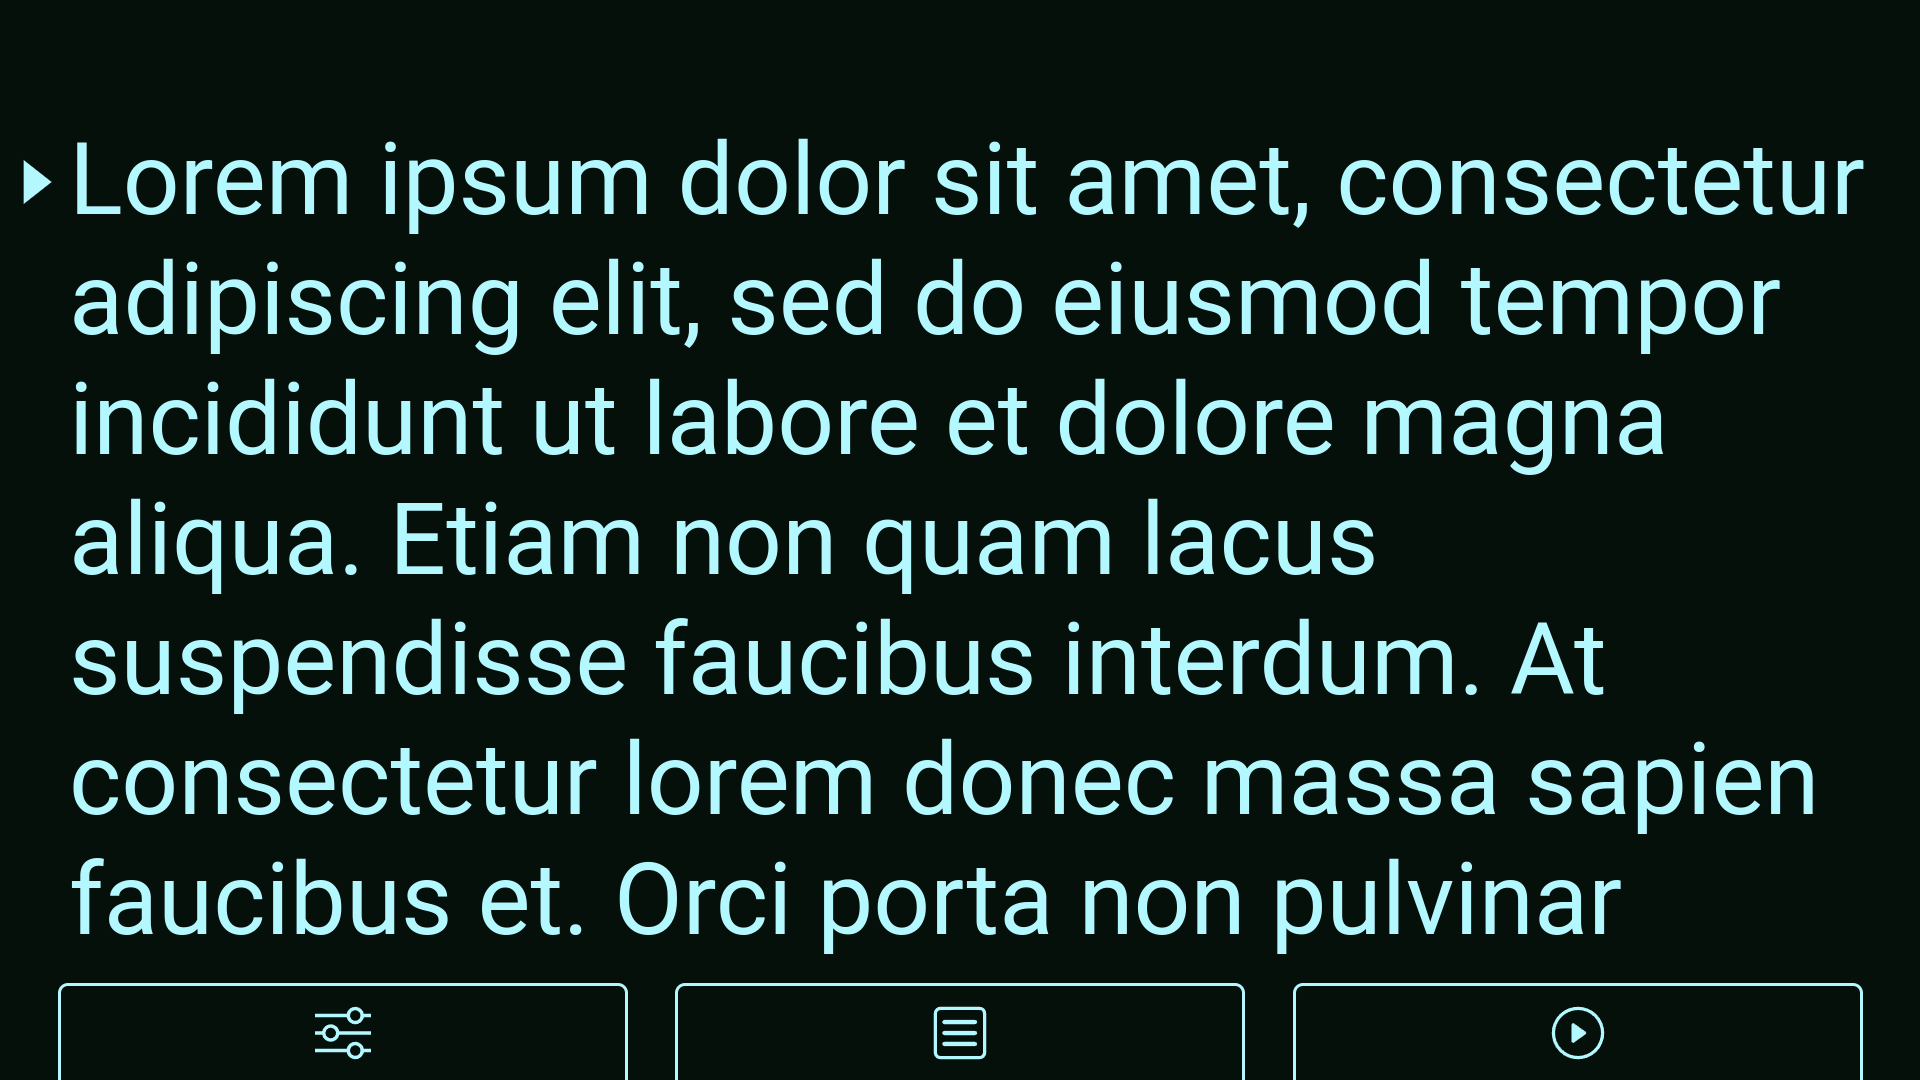 Lorem ipsum dolor sit amet, consectetur
adipiscing elit, sed do eiusmod tempor
incididunt ut labore et dolore magna
aliqua. Etiam non quam lacus
suspendisse faucibus interdum. At
consectetur lorem donec massa sapien
faucibus et. Orci porta non pulvinar